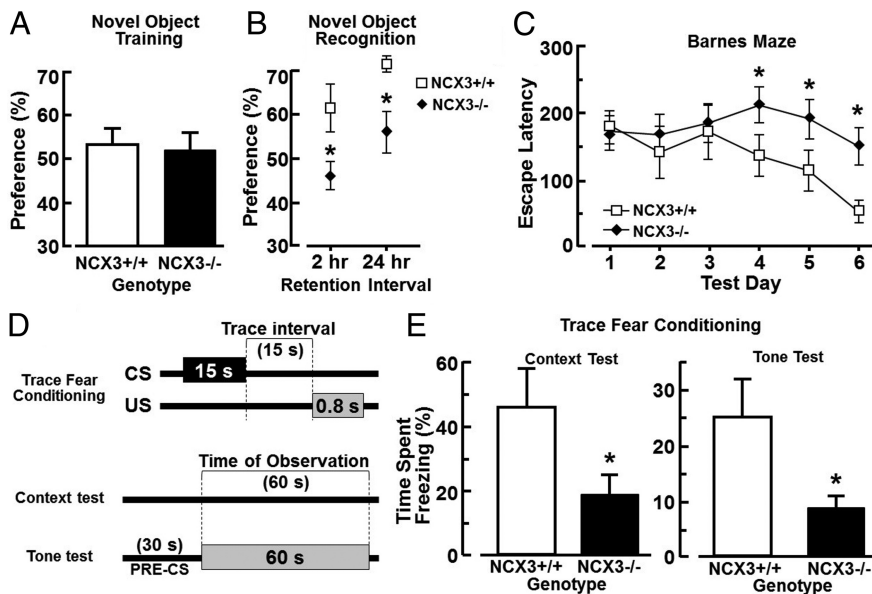 A
Novel Object
Training
Preference (%)
70
60
50
40
30
NCX3+/+ NCX3-/-
Genotype
B
Novel Object
Recognition
Preference (%)
70
60
50
40
30
*
*
NCX3+/+
NCX3-/-
2 hr 24 hr
Retention Interval
C
Barnes Maze
Escape Latency
300
200
100
0
* * *
NCX3+/+
NCX3-/-
1 2 3 4 5 6
Test Day
D
Trace interval
(15 s)
Trace Fear
Conditioning
CS 15 s
US 0.8 s
Time of Observation
(60 s)
Context test
Tone test
(30 s)
PRE-CS
60 s
E
Trace Fear Conditioning
Context Test
Time Spent
Freezing (%)
60
40
20
0
*
NCX3+/+ NCX3-/-
Genotype
Tone Test
30
20
10
0
*
NCX3+/+ NCX3-/-
Genotype